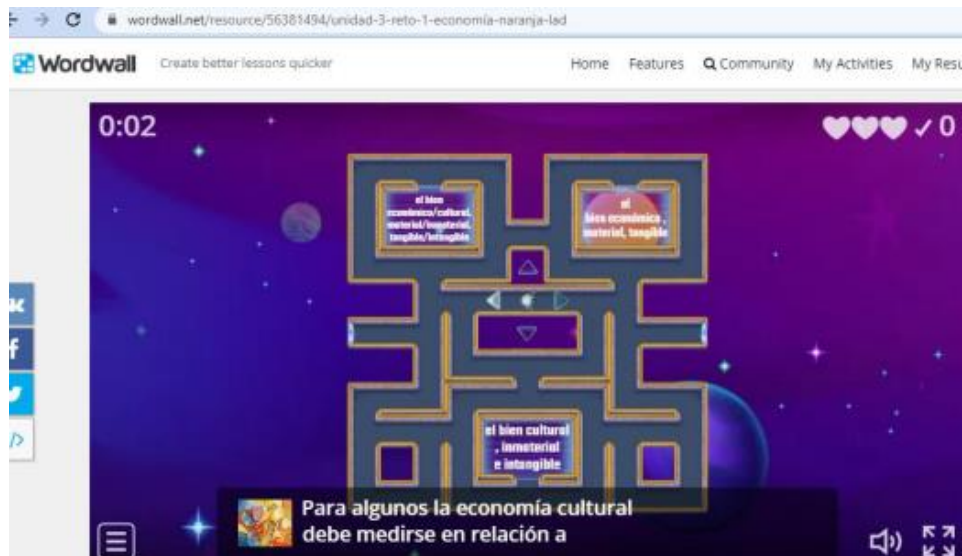 wordwall.net/resource/56381494/unidad-3-reto-1-economía-naranja-lad
Wordwall Create better lessons quicker Home Features Community My Activities My Resu
0:02 0
el bien
económico/cultural,
material/inmaterial,
tangible/intangible
el
bien económico ,
material, tangible
el bien cultural
, inmaterial
e intangible
Para algunos la economía cultural
debe medirse en relación a